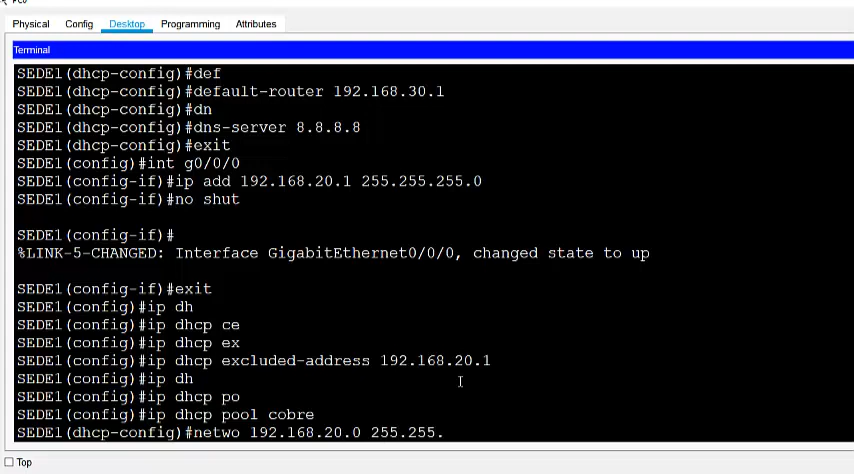 Physical Config Desktop Programming Attributes
Terminal
SEDE1(dhcp-config)#def
SEDE1(dhcp-config)#default-router 192.168.30.1
SEDE1(dhcp-config)#dn
SEDE1(dhcp-config)#dns-server 8.8.8.8
SEDE1(dhcp-config)#exit
SEDE1(config)#int g0/0/0
SEDE1(config-if)#ip add 192.168.20.1 255.255.255.0
SEDE1(config-if)#no shut
SEDE1(config-if)#
%LINK-5-CHANGED: Interface GigabitEthernet0/0/0, changed state to up
SEDE1(config-if)#exit
SEDE1(config)#ip dh
SEDE1(config)#ip dhcp ce
SEDE1(config)#ip dhcp ex
SEDE1(config)#ip dhcp excluded-address 192.168.20.1
SEDE1(config)#ip dh
SEDE1(config)#ip dhcp po
SEDE1(config)#ip dhcp pool cobre
SEDE1(dhcp-config)#netwo 192.168.20.0 255.255.
Top